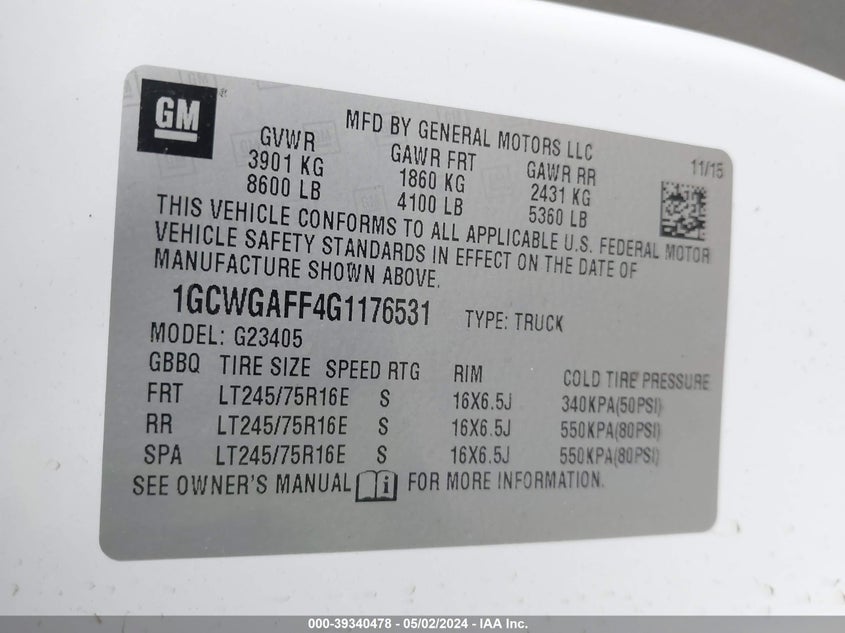 GM
MFD BY GENERAL MOTORS LLC
11/15
GVWR GAWR FRT GAWR RR
3901 KG 1860 KG 2431 KG
8600 LB 4100 LB 5360 LB
THIS VEHICLE CONFORMS TO ALL APPLICABLE U.S. FEDERAL MOTOR
VEHICLE SAFETY STANDARDS IN EFFECT ON THE DATE OF
MANUFACTURE SHOWN ABOVE.
1GCWGAFF4G1176531 TYPE: TRUCK
MODEL: G23405
GBBQ TIRE SIZE SPEED RTG RIM COLD TIRE PRESSURE
FRT LT245/75R16E S 16X6.5J 340KPA(50PSI)
RR LT245/75R16E S 16X6.5J 550KPA(80PSI)
SPA LT245/75R16E S 16X6.5J 550KPA(80PSI)
SEE OWNER'S MANUAL i FOR MORE INFORMATION.
000-39340478 - 05/02/2024 - IAA Inc.